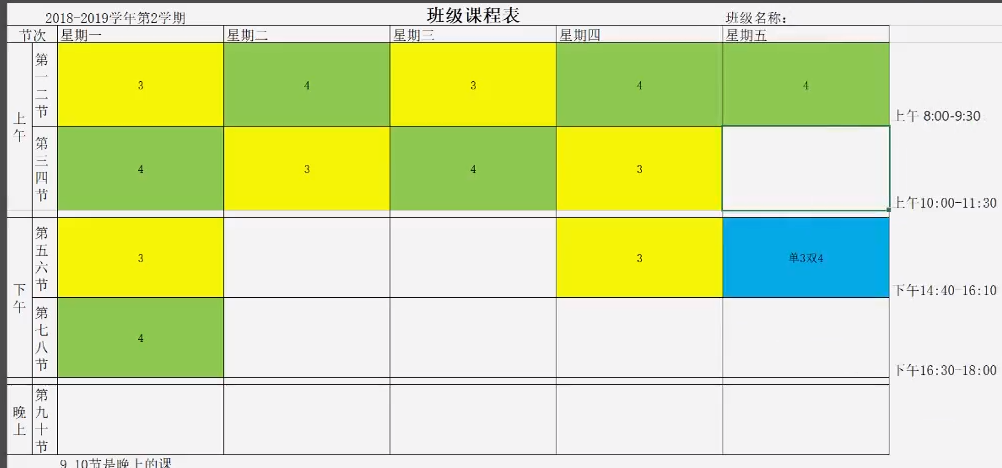 2018-2019学年第2学期 班级课程表 班级名称:
节次 星期一 星期二 星期三 星期四 星期五
上午 第一二节 3 4 3 4 4 上午 8:00-9:30
第三四节 4 3 4 3 上午10:00-11:30
下午 第五六节 3 3 单3双4 下午14:40-16:10
第七八节 4 下午16:30-18:00
晚上 第九十节
9 10节是晚上的课